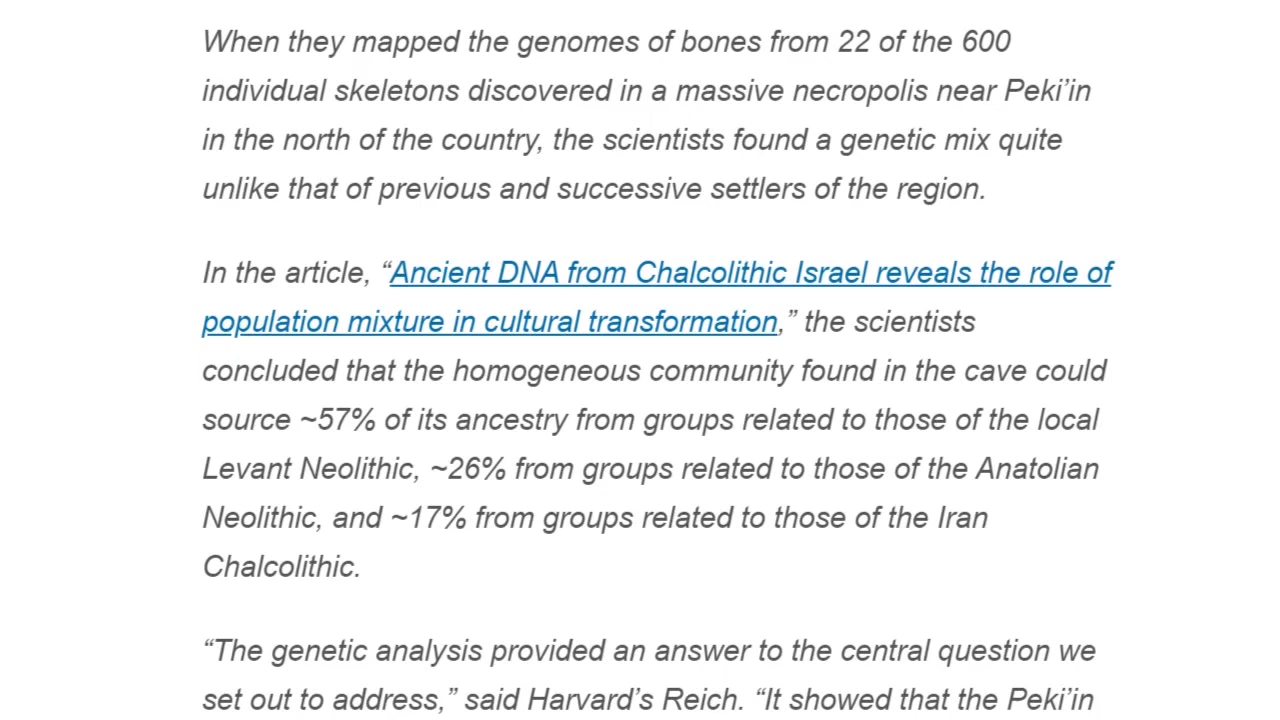 When they mapped the genomes of bones from 22 of the 600
individual skeletons discovered in a massive necropolis near Peki’in
in the north of the country, the scientists found a genetic mix quite
unlike that of previous and successive settlers of the region.
In the article, “Ancient DNA from Chalcolithic Israel reveals the role of
population mixture in cultural transformation,” the scientists
concluded that the homogeneous community found in the cave could
source ~57% of its ancestry from groups related to those of the local
Levant Neolithic, ~26% from groups related to those of the Anatolian
Neolithic, and ~17% from groups related to those of the Iran
Chalcolithic.
“The genetic analysis provided an answer to the central question we
set out to address,” said Harvard’s Reich. “It showed that the Peki’in